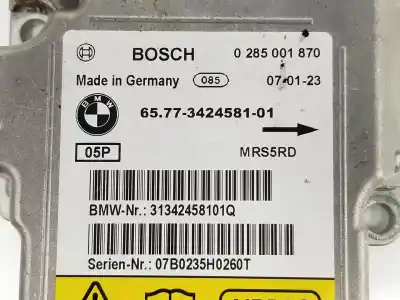 BOSCH 0 285 001 870
Made in Germany 085 07-01-23
BMW 65.77-3424581-01
05P MRS5RD
BMW-Nr.: 31342458101Q
Serien-Nr.: 07B0235H0260T